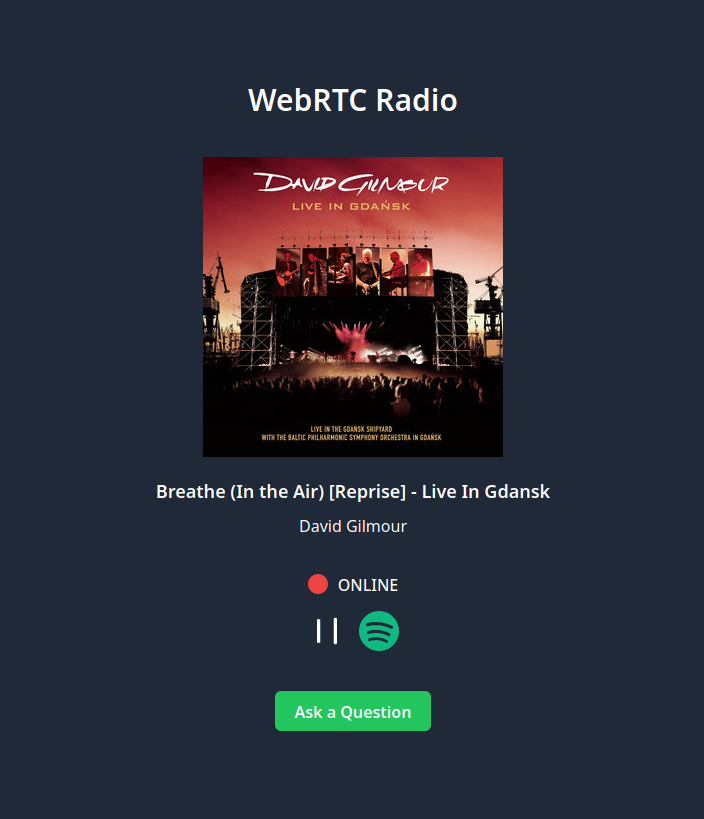 WebRTC Radio
DAVID GILMOUR
LIVE IN GDAŃSK
LIVE IN THE GDAŃSK SHIPYARD
WITH THE BALTIC PHILHARMONIC SYMPHONY ORCHESTRA IN GDAŃSK
Breathe (In the Air) [Reprise] - Live In Gdansk
David Gilmour
ONLINE
Ask a Question